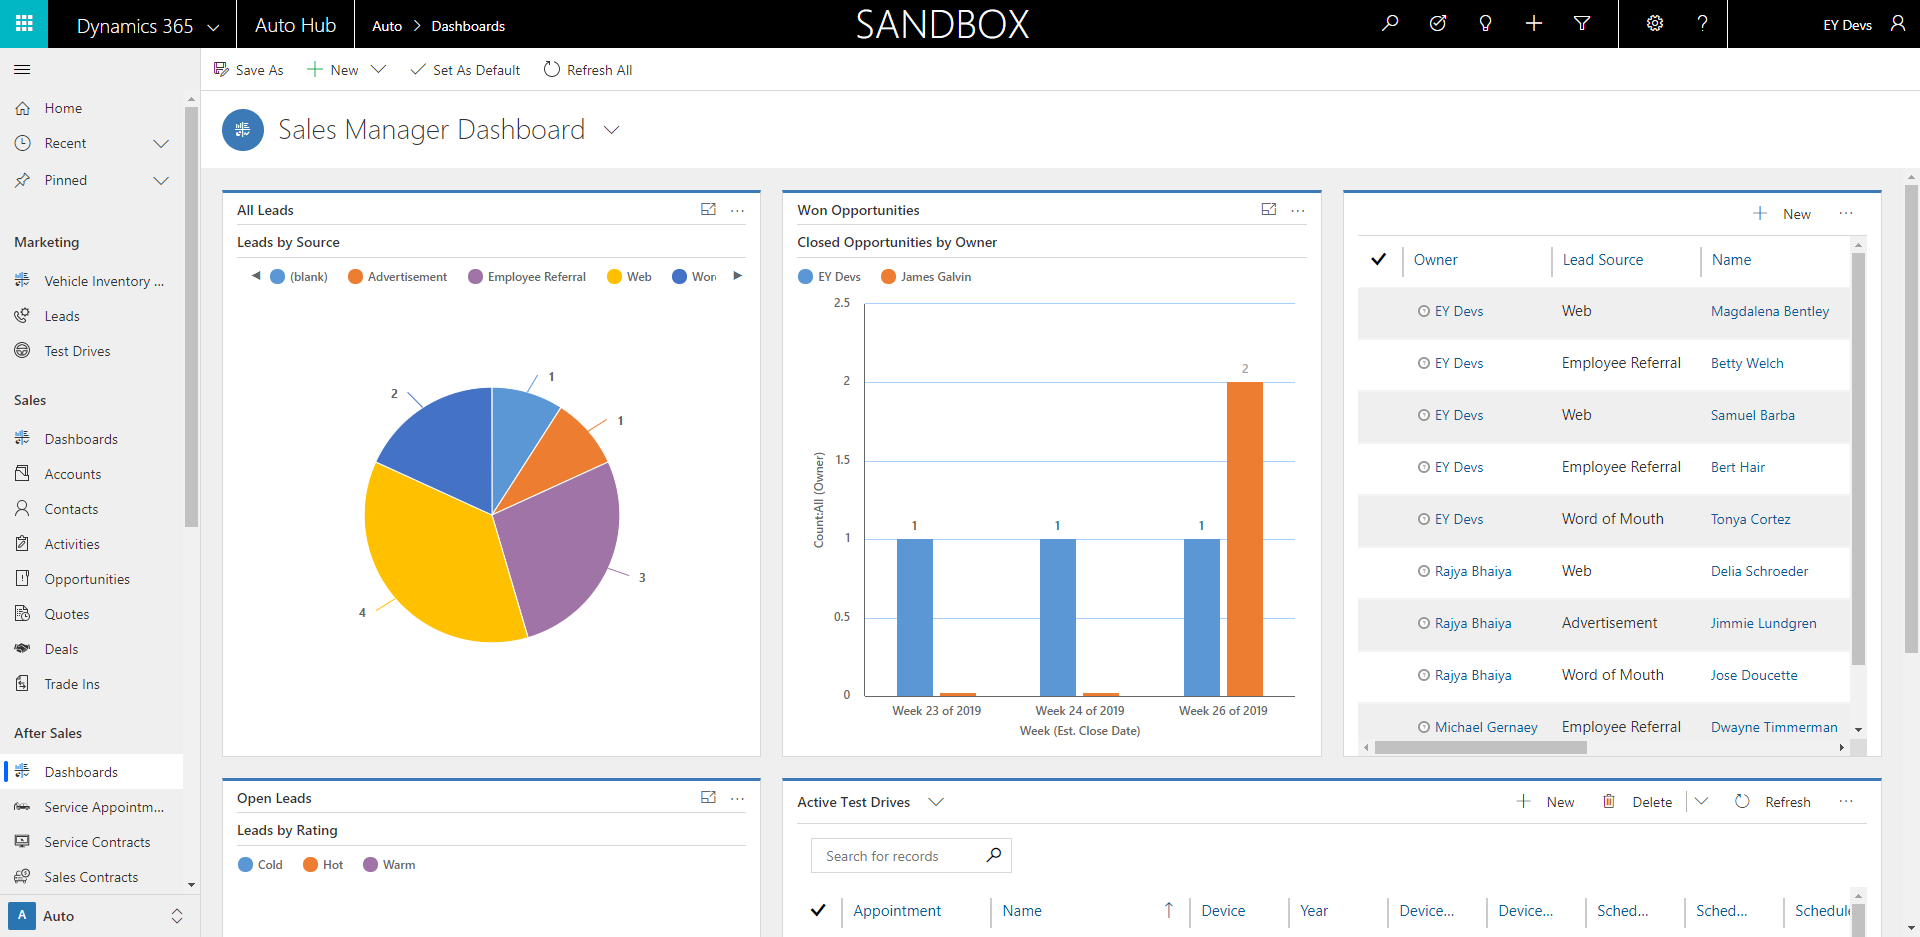 Dynamics 365
Auto Hub
Auto > Dashboards
SANDBOX
EY Devs
Save As
New
Set As Default
Refresh All
Home
Recent
Pinned
Marketing
Vehicle Inventory ...
Leads
Test Drives
Sales
Dashboards
Accounts
Contacts
Activities
Opportunities
Quotes
Deals
Trade Ins
After Sales
Dashboards
Service Appointm...
Service Contracts
Sales Contracts
A Auto
Sales Manager Dashboard
All Leads
Leads by Source
(blank) Advertisement Employee Referral Web Wor
1
1
3
4
2
Won Opportunities
Closed Opportunities by Owner
EY Devs James Galvin
2.5
2
1.5
1
0.5
0
Count:All (Owner)
1
1
1
2
Week 23 of 2019 Week 24 of 2019 Week 26 of 2019
Week (Est. Close Date)
New
Owner Lead Source Name
EY Devs Web Magdalena Bentley
EY Devs Employee Referral Betty Welch
EY Devs Web Samuel Barba
EY Devs Employee Referral Bert Hair
EY Devs Word of Mouth Tonya Cortez
Rajya Bhaiya Web Delia Schroeder
Rajya Bhaiya Advertisement Jimmie Lundgren
Rajya Bhaiya Word of Mouth Jose Doucette
Michael Gernaey Employee Referral Dwayne Timmerman
Open Leads
Leads by Rating
Cold Hot Warm
Active Test Drives
New Delete Refresh
Search for records
Appointment Name Device Year Device... Device... Sched... Sched... Schedul